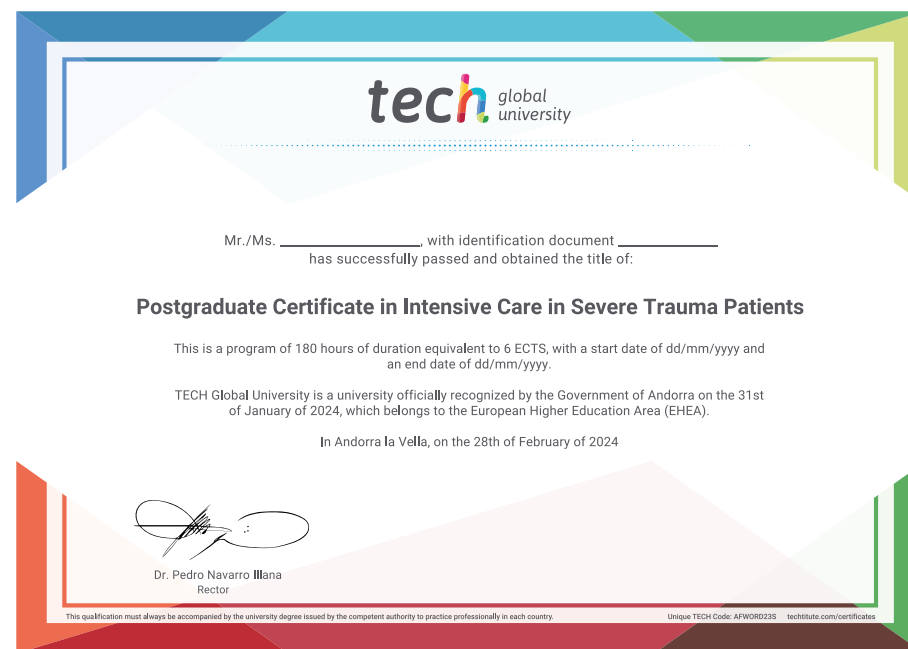 tech global university
Mr./Ms. ____________________, with identification document ______________
has successfully passed and obtained the title of:
Postgraduate Certificate in Intensive Care in Severe Trauma Patients
This is a program of 180 hours of duration equivalent to 6 ECTS, with a start date of dd/mm/yyyy and
an end date of dd/mm/yyyy.
TECH Global University is a university officially recognized by the Government of Andorra on the 31st
of January of 2024, which belongs to the European Higher Education Area (EHEA).
In Andorra la Vella, on the 28th of February of 2024
Dr. Pedro Navarro Illana
Rector
This qualification must always be accompanied by the university degree issued by the competent authority to practice professionally in each country. Unique TECH Code: AFWORD23S techtitute.com/certificates